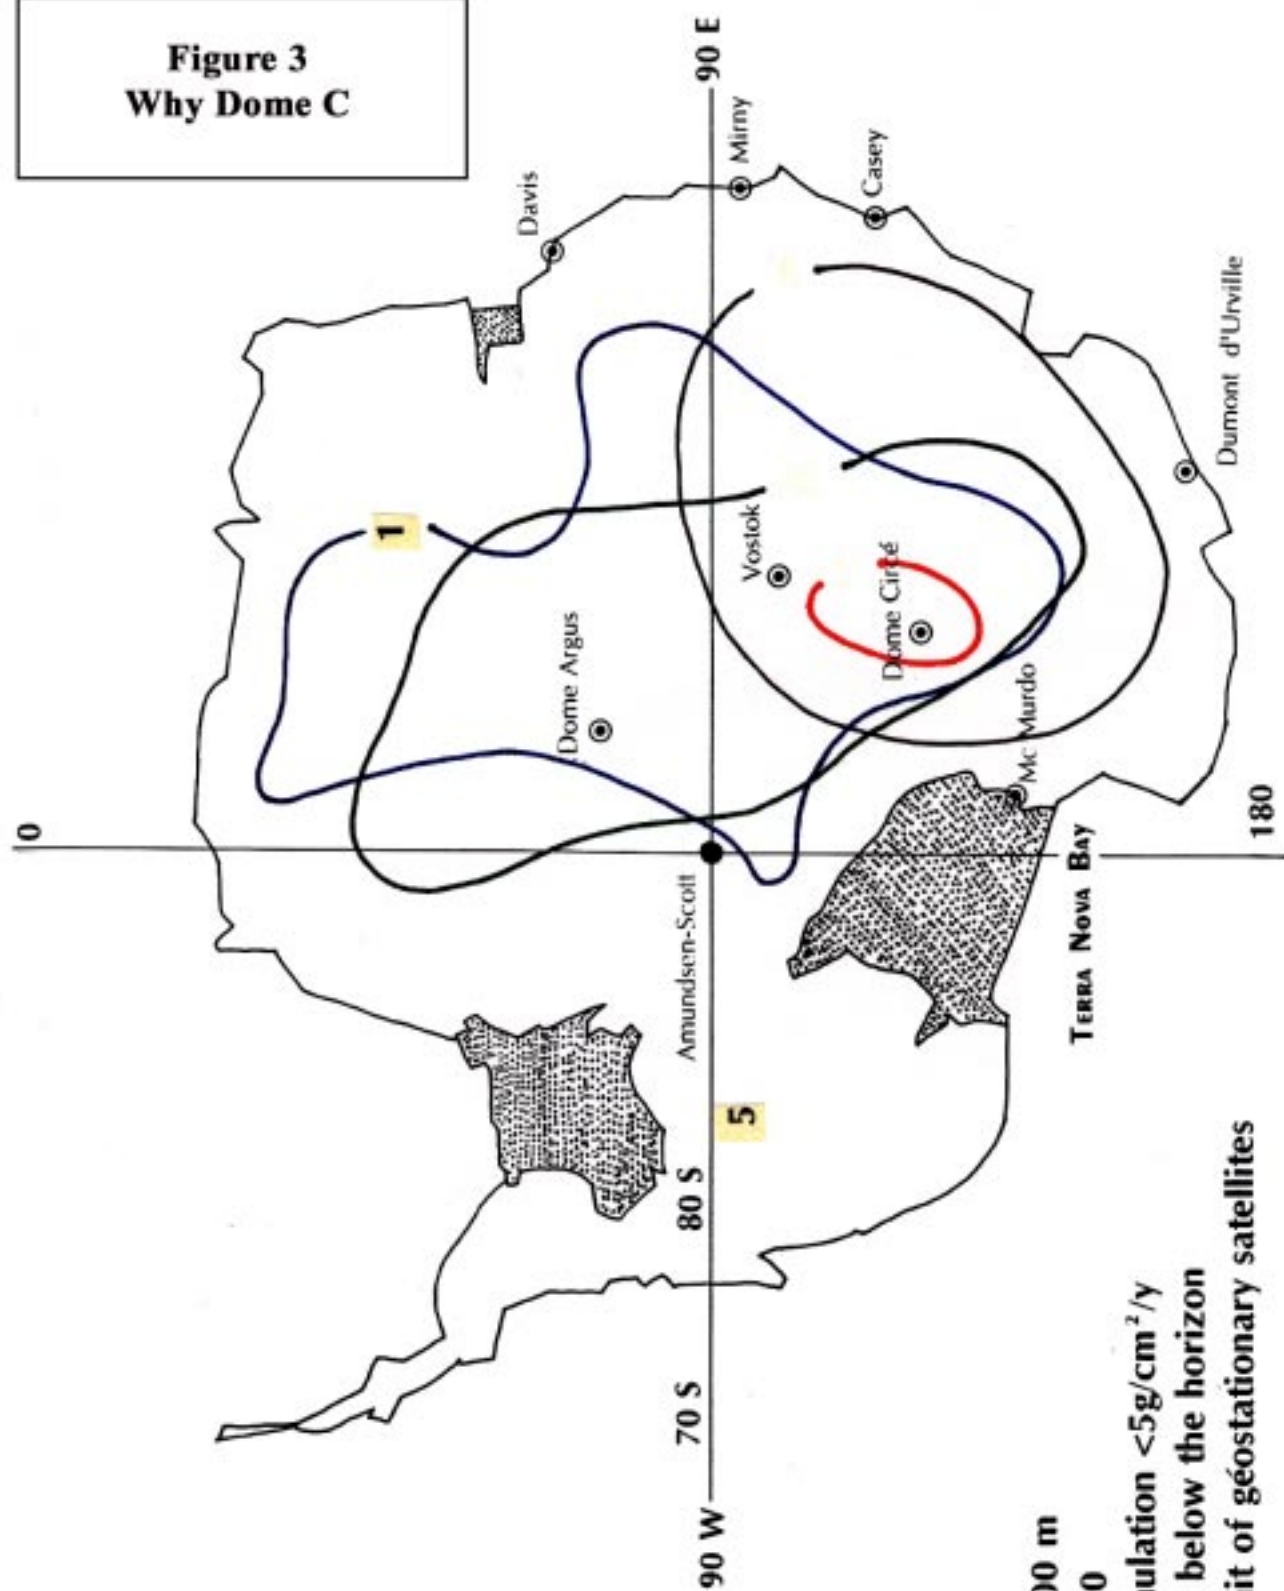 Figure 3
Why Dome C
90 E
Mirny
Davis
Casey
Dumont d'Urville
1
Vostok
Dome Circé
Dome Argus
Mc Murdo
0
180
Amundsen-Scott
TERRA NOVA BAY
5
80 S
70 S
90 W
00 m
0
ulation <5g/cm²/y
below the horizon
it of géostationary satellites